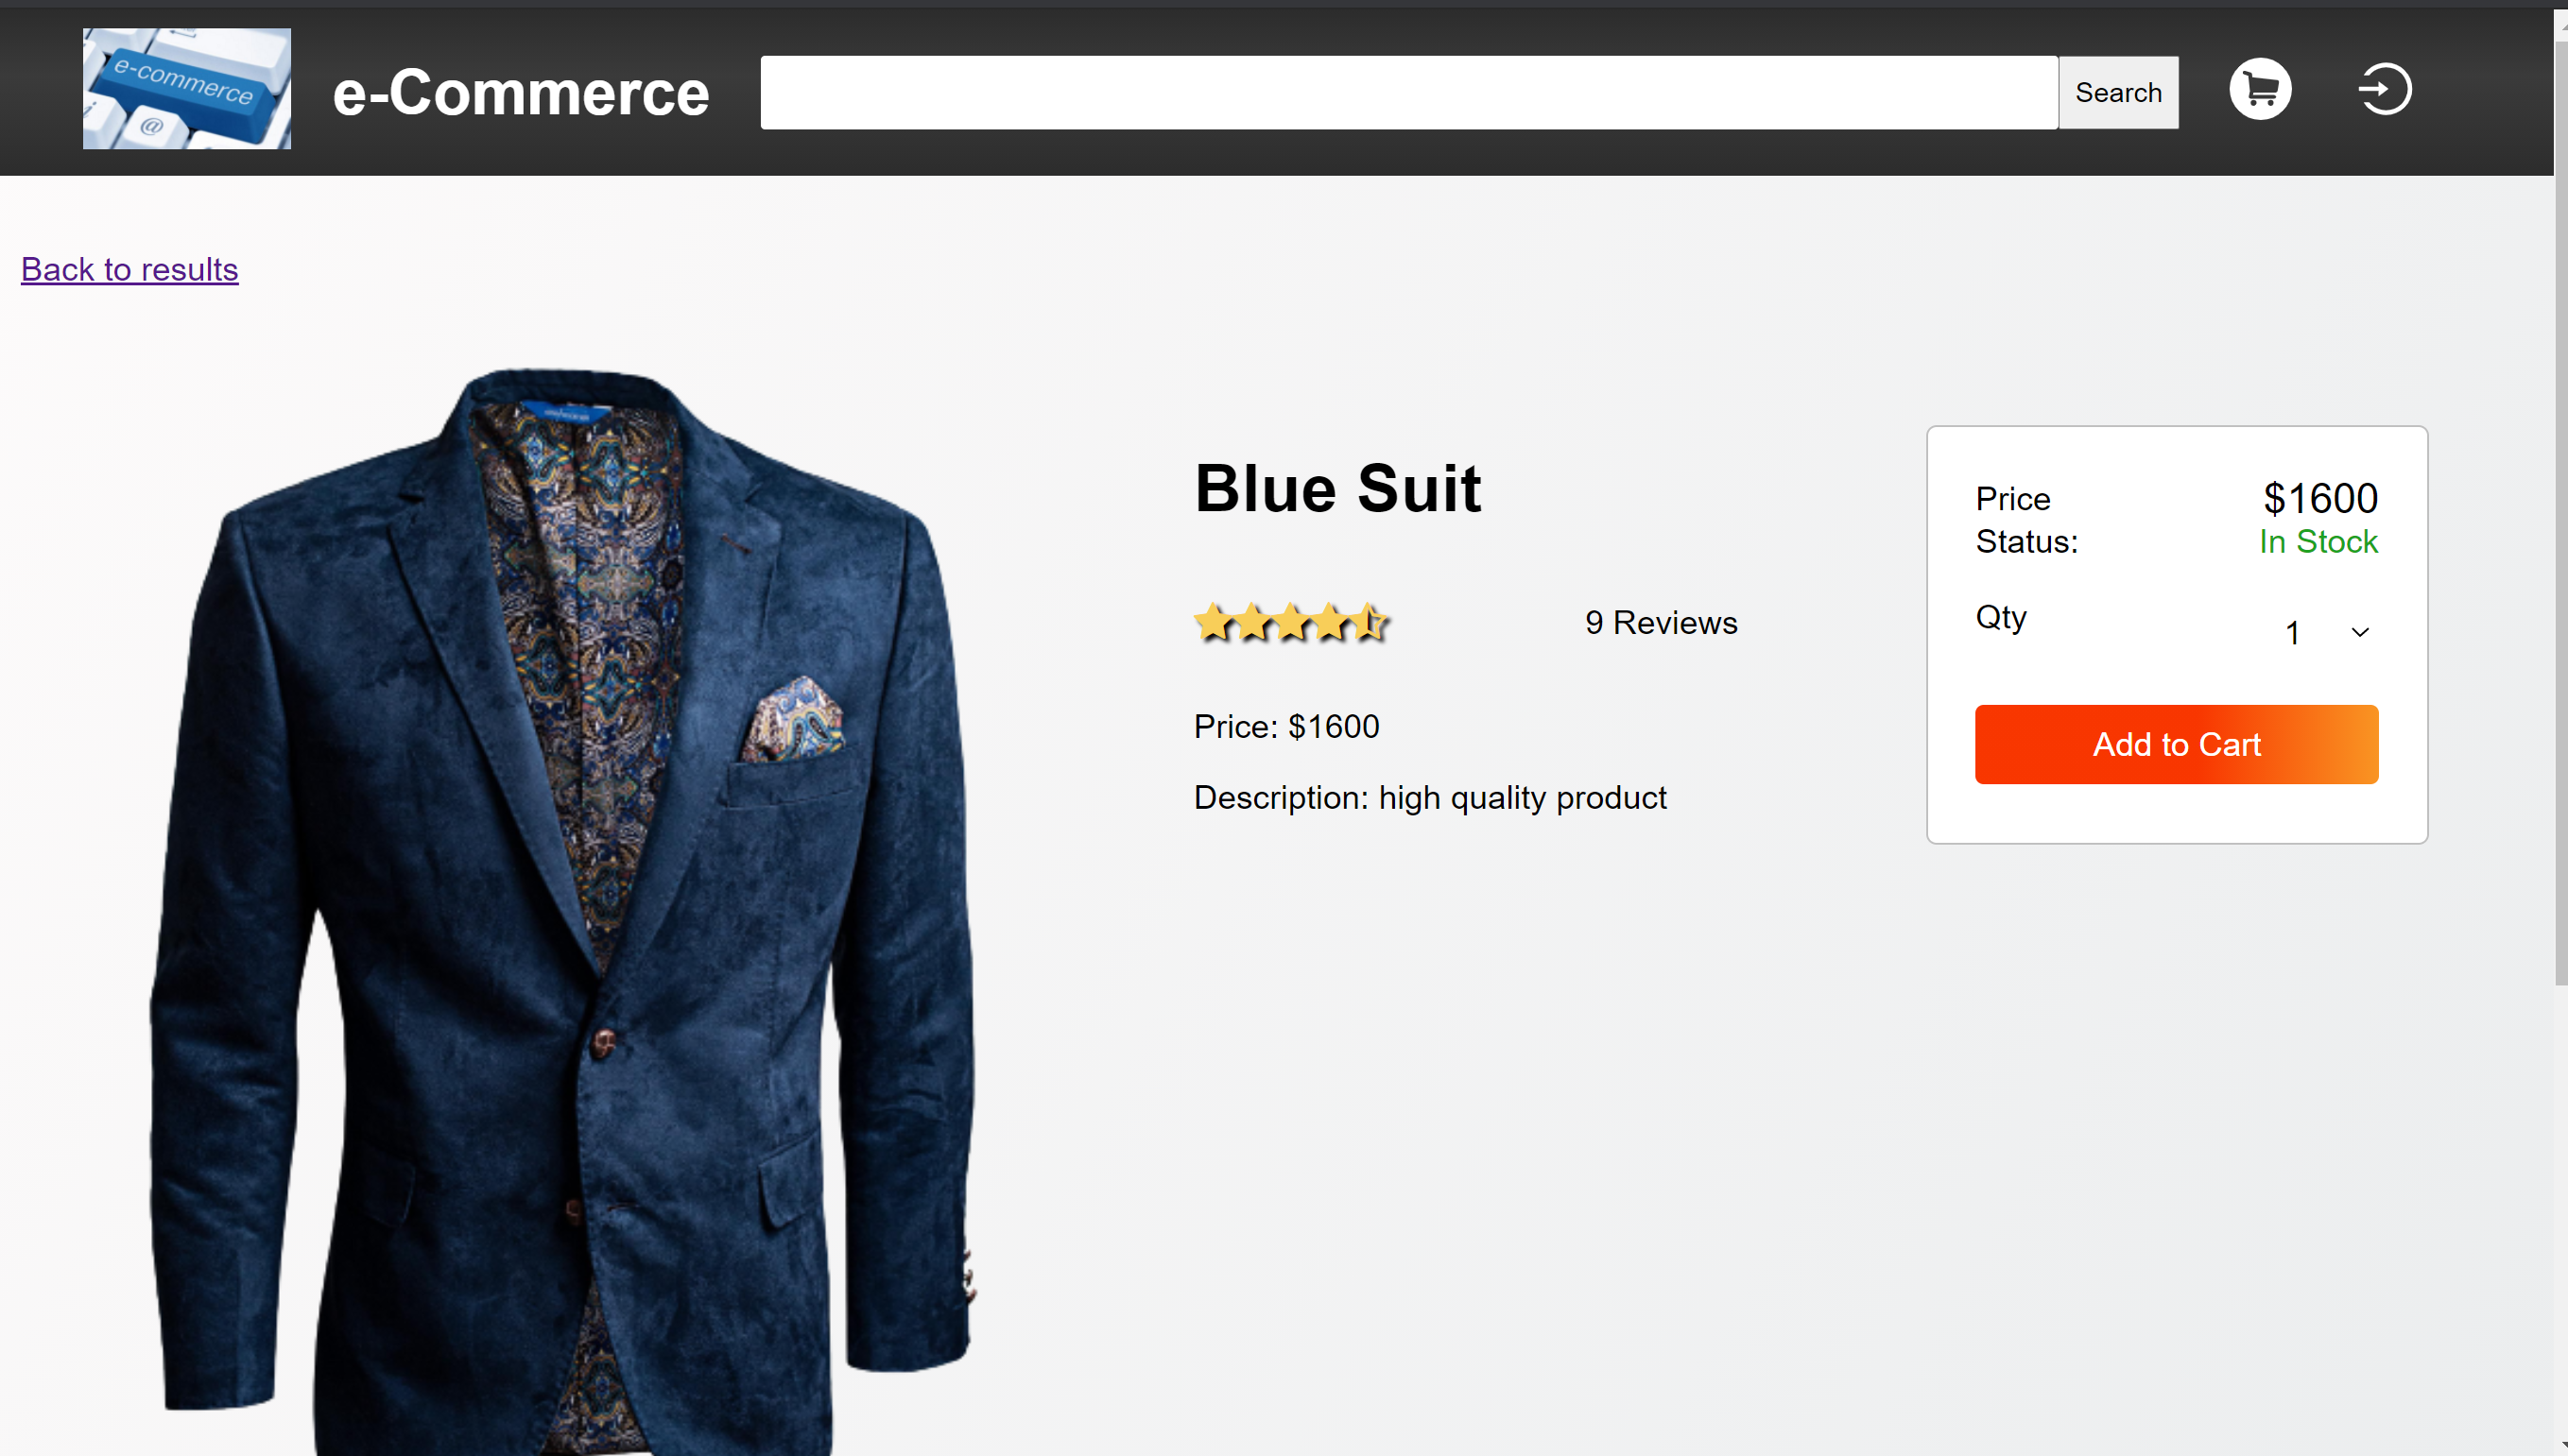 e-commerce
@
i
e-Commerce
Search
Back to results
Blue Suit
9 Reviews
Price: $1600
Description: high quality product
Price $1600
Status: In Stock
Qty
1
Add to Cart